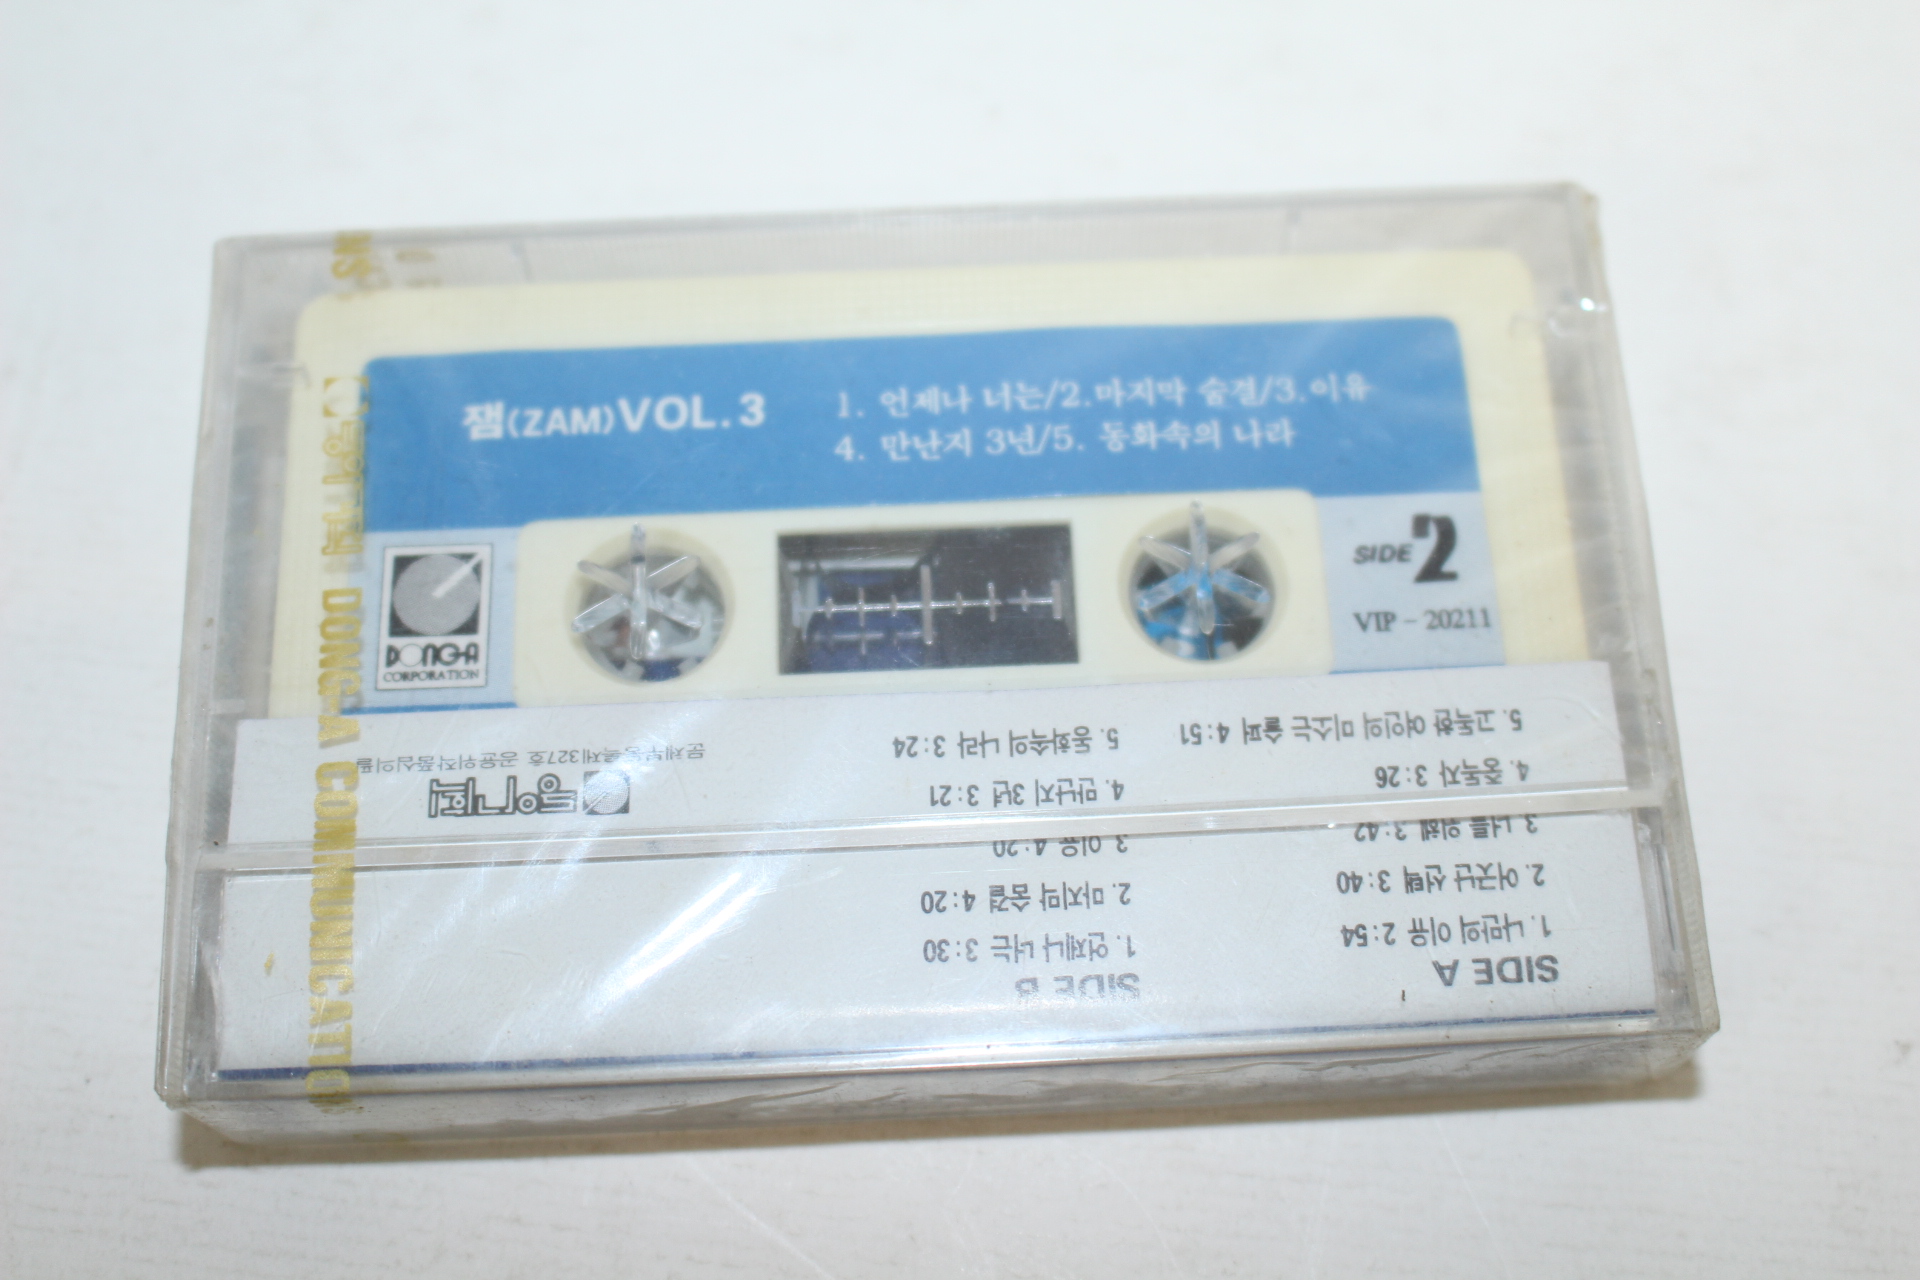 잼(ZAM)VOL.3
1. 언제나 너는/2.마지막 숨결/3.이유
4. 만난지 3년/5. 동화속의 나라
SIDE 2
VIP - 20211
DONG-A
CORPORATION
동아기획 DONG-A COMMUNICATIO
SIDE A
1. 나만의 이유 2:54
2. 어긋난 선택 3:40
3. 너를 위해 3:42
4. 중독자 3:26
5. 고독한 여인의 미소는 슬퍼 4:51
SIDE B
1. 언제나 너는 3:30
2. 마지막 숨결 4:20
3. 이유 4:20
4. 만난지 3년 3:21
5. 동화속의 나라 3:24
동아기획